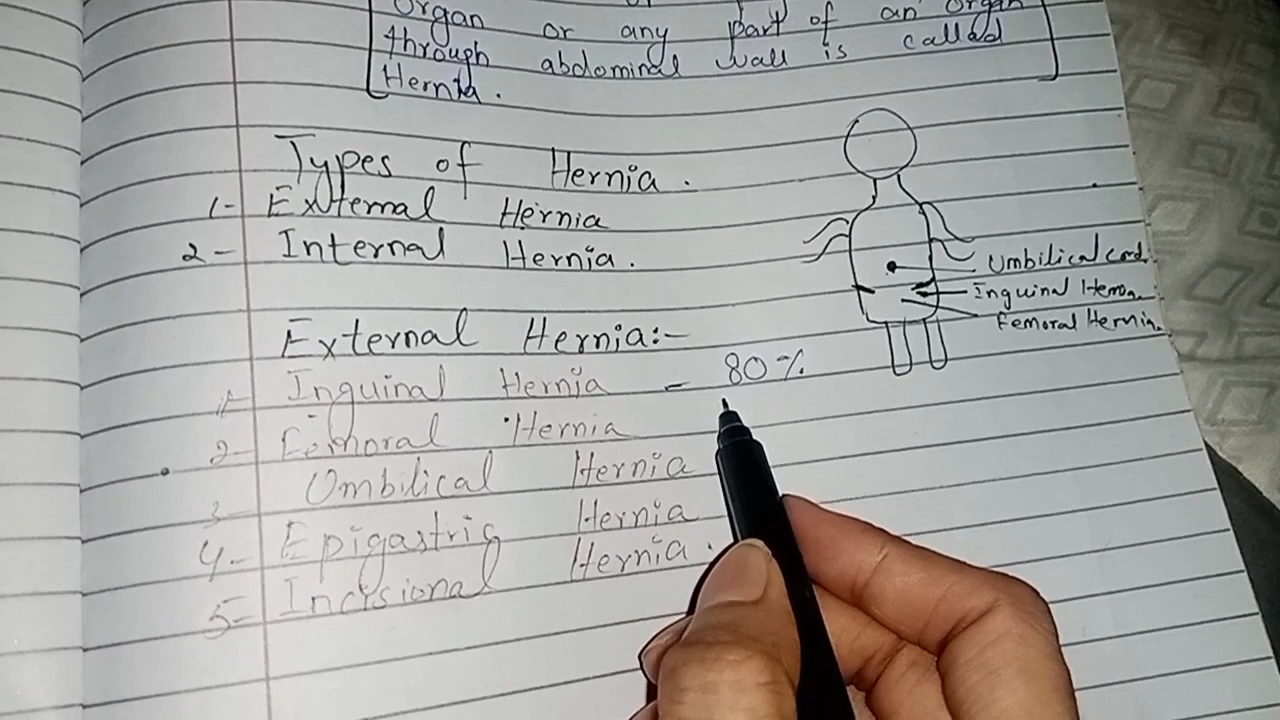 Organ or any part of an organ
through abdominal wall is called
Hernia.
Types of Hernia.
1- External Hernia
2- Internal Hernia.
Umbilical cord.
Inguinal Hernia
Femoral Hernia.
External Hernia:-
1- Inguinal Hernia - 80%
2- Femoral Hernia
3- Umbilical Hernia
4- Epigastric Hernia
5- Incisional Hernia.